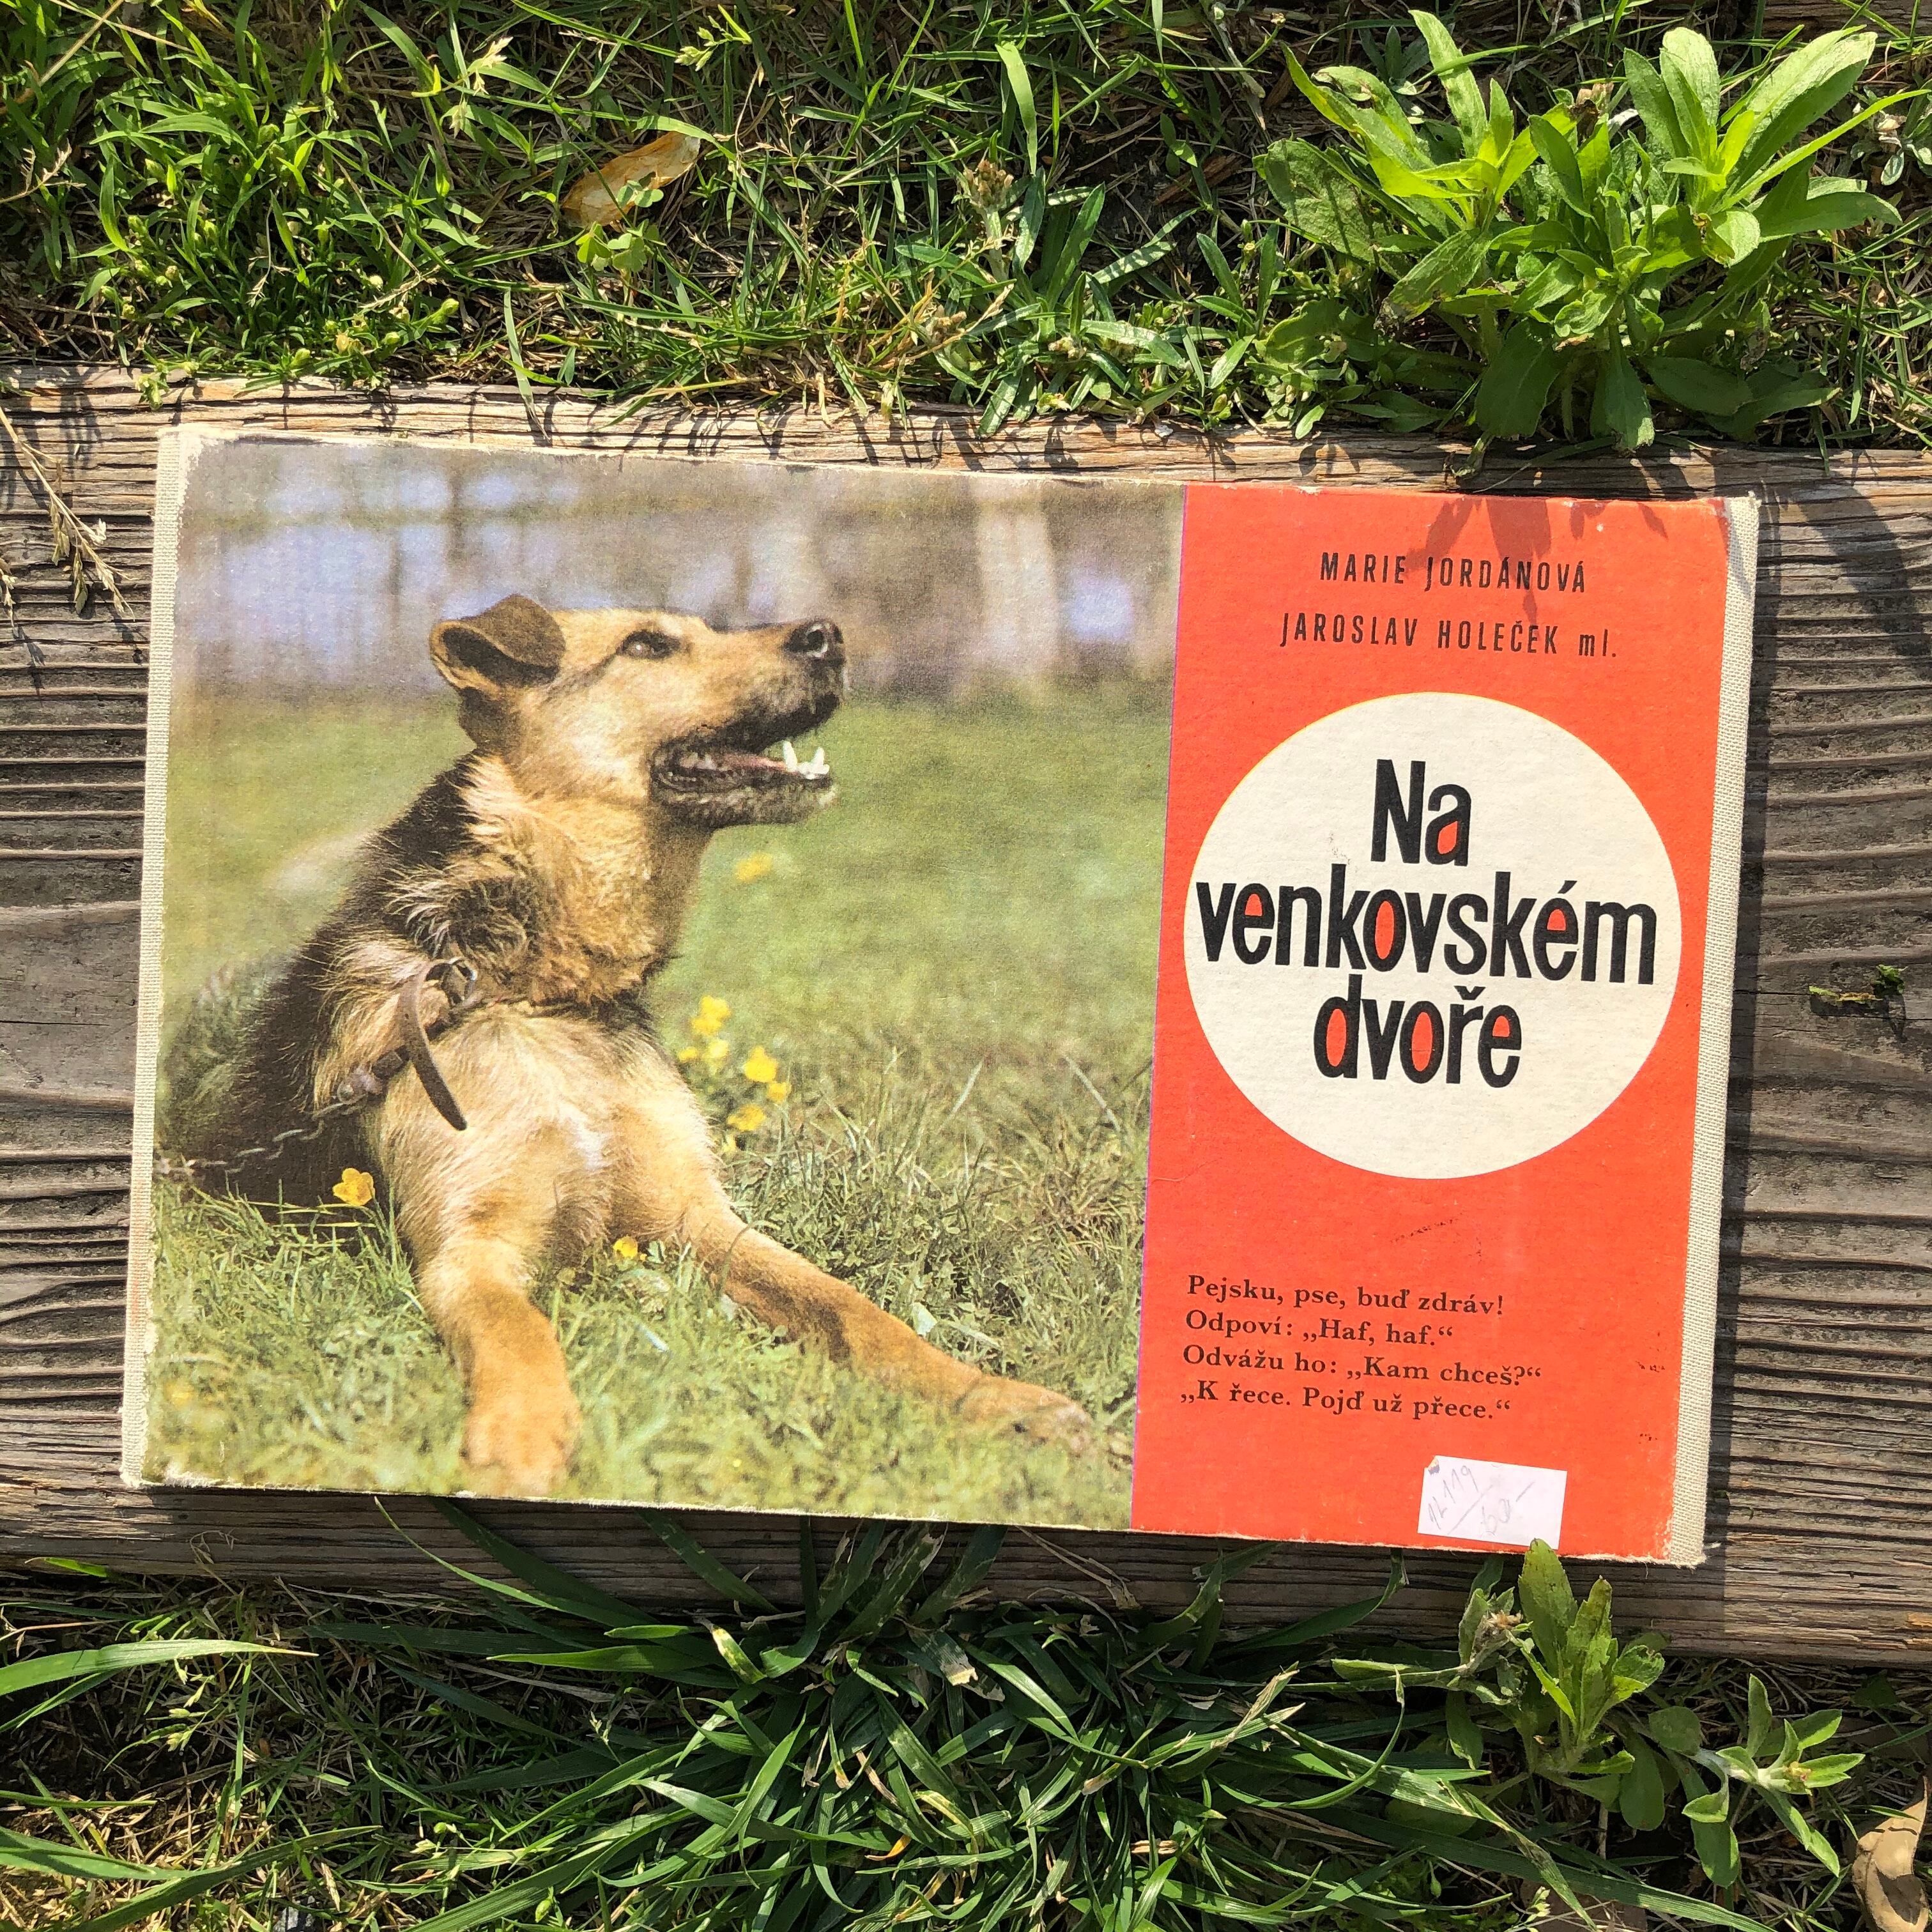 MARIE JORDÁNOVÁ
JAROSLAV HOLEČEK ml.
Na
venkovském
dvoře
Pejsku, pse, buď zdráv!
Odpoví: „Haf, haf.“
Odvážu ho: „Kam chceš?“
„K řece. Pojď už přece.“